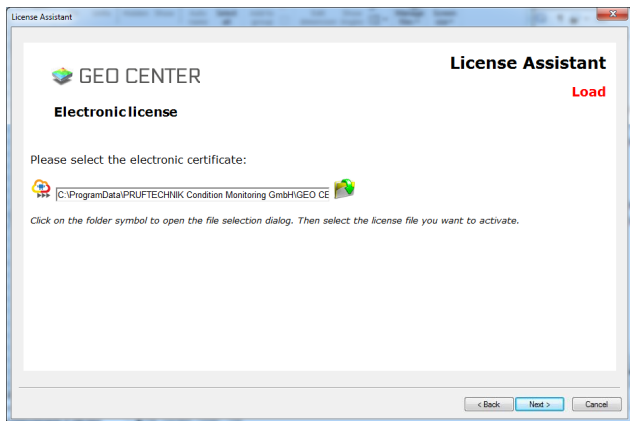 License Assistant
GEO CENTER
License Assistant
Load
Electronic license
Please select the electronic certificate:
C:\ProgramData\PRUFTECHNIK Condition Monitoring GmbH\GEO CE
Click on the folder symbol to open the file selection dialog. Then select the license file you want to activate.
< Back
Next >
Cancel